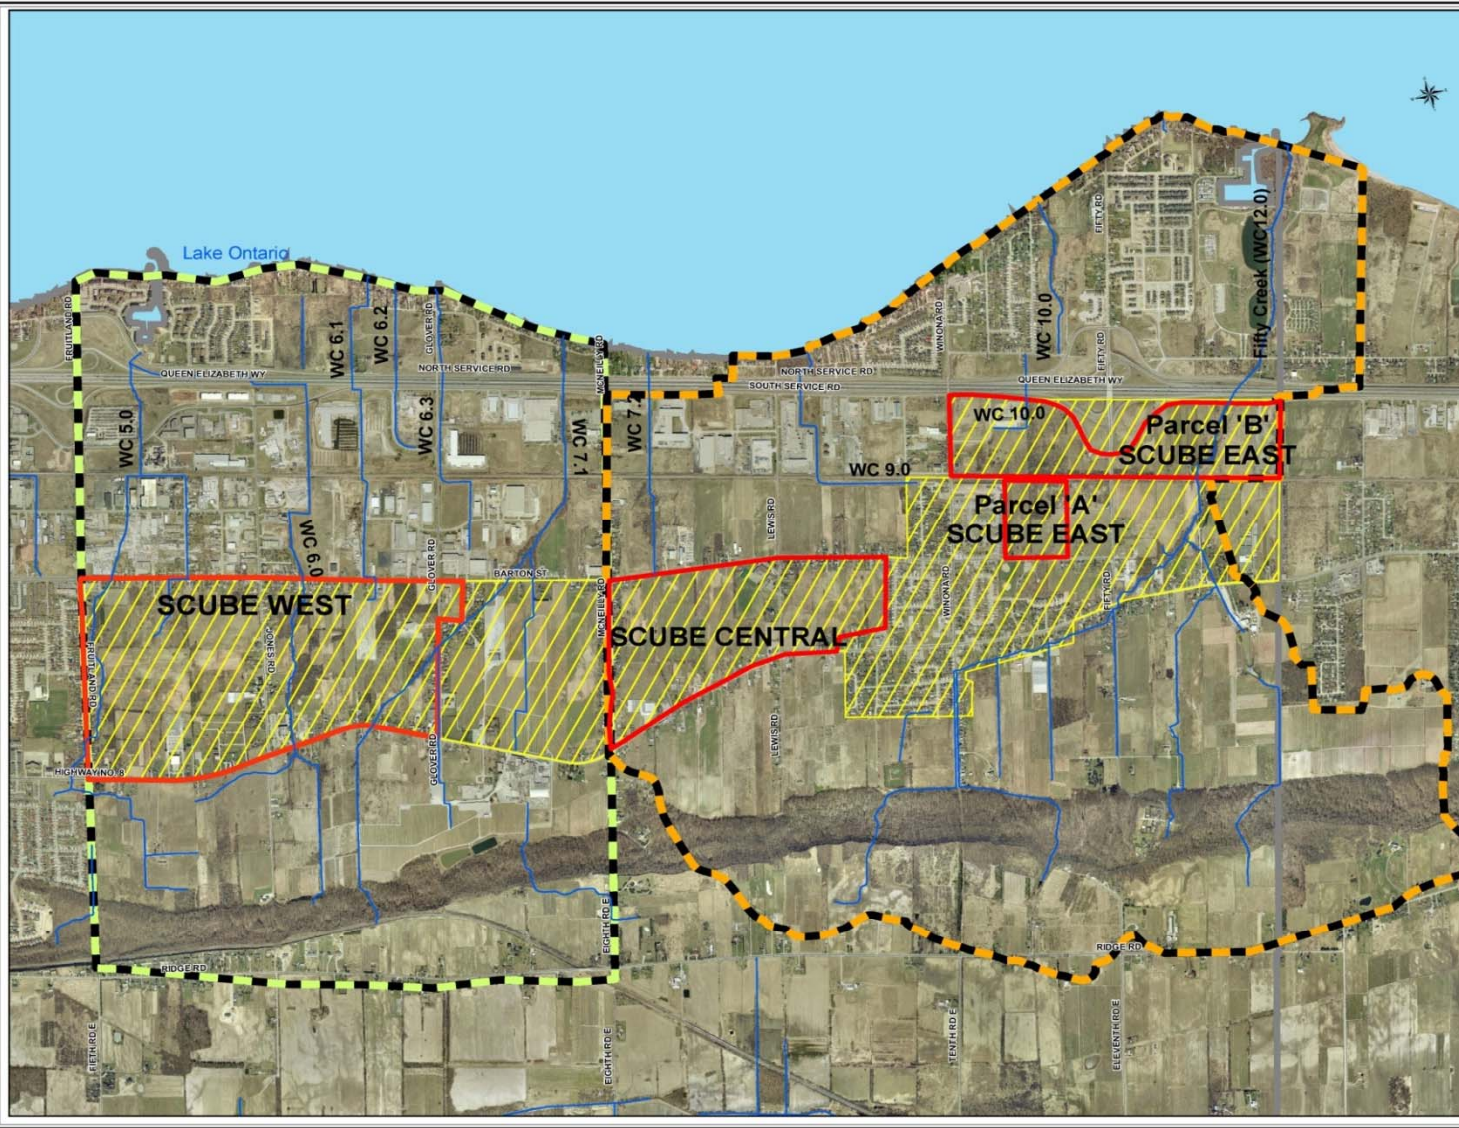 Lake Ontario
FRUITLAND RD
WC 5.0
QUEEN ELIZABETH WY
WC 6.1
WC 6.2
GLOVER RD
NORTH SERVICE RD
WC 6.3
WC 6.0
WC 7.1
MCNEILLY RD
WC 7.2
NORTH SERVICE RD
SOUTH SERVICE RD
WC 9.0
WINONA RD
WC 10.0
FIFTY RD
FIFTY RD
Fifty Creek (WC12.0)
QUEEN ELIZABETH WY
WC 10.0
Parcel 'B'
SCUBE EAST
Parcel 'A'
SCUBE EAST
LEWIS RD
GLOVER RD
BARTON ST
MCNEILLY RD
WINONA RD
FIFTY RD
SCUBE WEST
SCUBE CENTRAL
FRUITLAND RD
JONES RD
GLOVER RD
LEWIS RD
HIGHWAY NO. 8
EIGHTH RD E
RIDGE RD
RIDGE RD
FIFTH RD E
EIGHTH RD E
TENTH RD E
ELEVENTH RD E